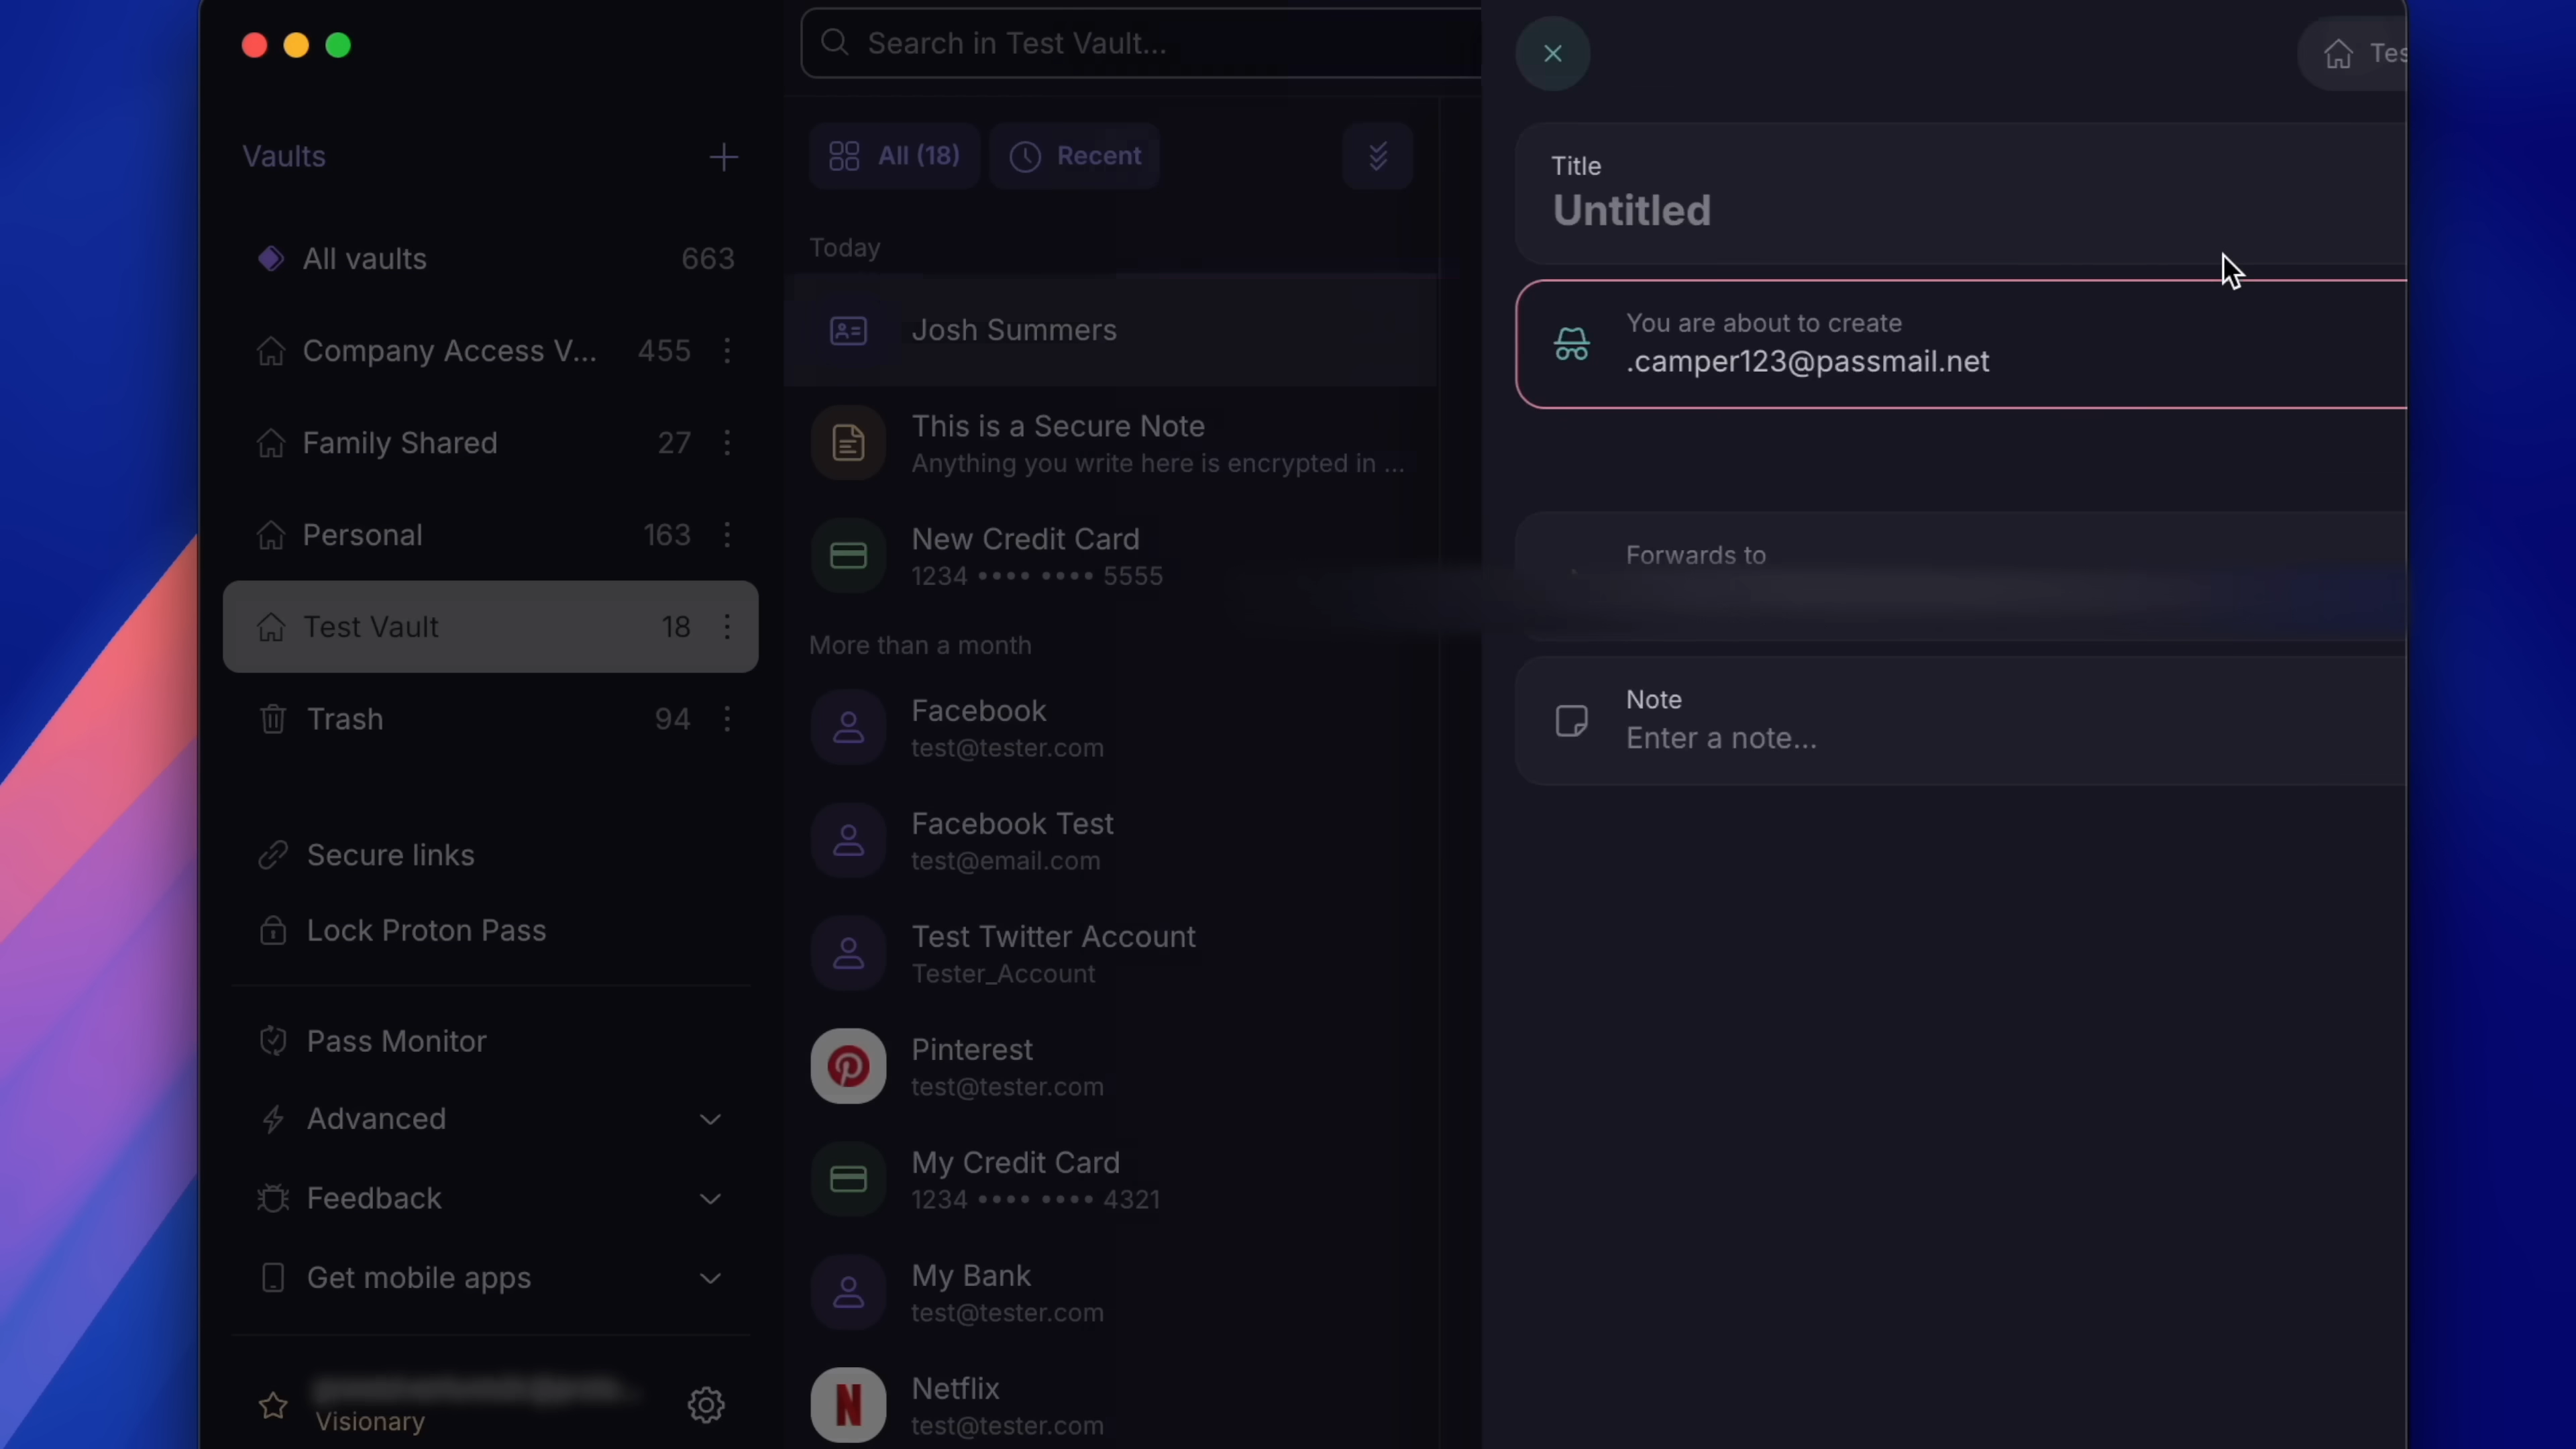 Vaults
All vaults 663
Company Access V... 455
Family Shared 27
Personal 163
Test Vault 18
Trash 94
Secure links
Lock Proton Pass
Pass Monitor
Advanced
Feedback
Get mobile apps
Visionary
Search in Test Vault...
All (18) Recent
Today
Josh Summers
This is a Secure Note
Anything you write here is encrypted in ...
New Credit Card
1234 •••• •••• 5555
More than a month
Facebook
test@tester.com
Facebook Test
test@email.com
Test Twitter Account
Tester_Account
Pinterest
test@tester.com
My Credit Card
1234 •••• •••• 4321
My Bank
test@tester.com
Netflix
test@tester.com
Tes
Title
Untitled
You are about to create
.camper123@passmail.net
Forwards to
Note
Enter a note...